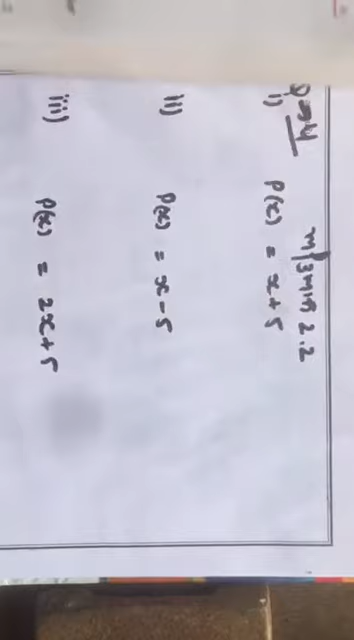 2.2
i) P(x) = x + 5
ii) P(x) = x - 5
iii) P(x) = 2x + 5